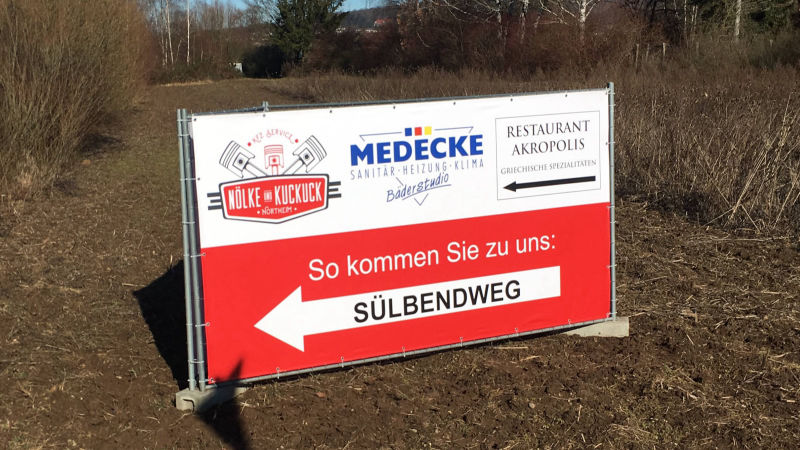 KFZ-SERVICE
NÖLKE UND KUCKUCK
NORTHEIM
MEDECKE
SANITÄR·HEIZUNG·KLIMA
Bäderstudio
RESTAURANT
AKROPOLIS
GRIECHISCHE SPEZIALITÄTEN
So kommen Sie zu uns:
SÜLBENDWEG